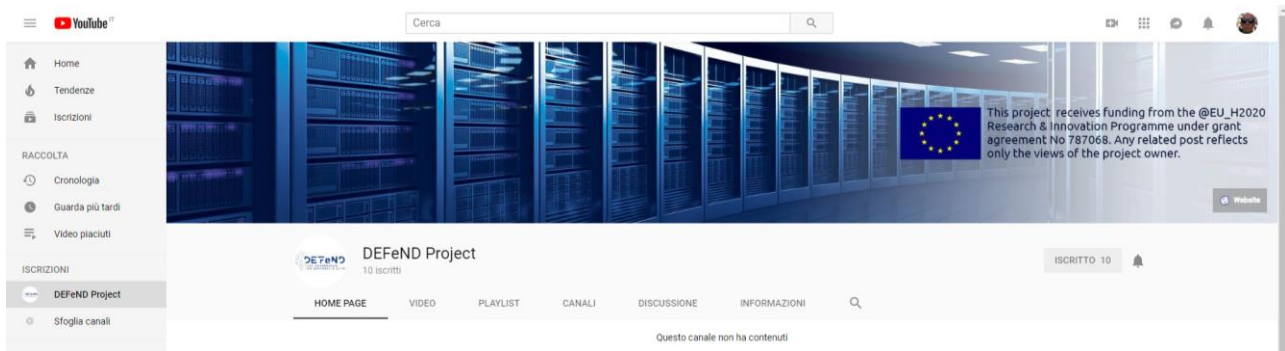 YouTube IT
Cerca
Home
Tendenze
Iscrizioni
RACCOLTA
Cronologia
Guarda più tardi
Video piaciuti
ISCRIZIONI
DEFeND Project
Sfoglia canali
This project receives funding from the @EU_H2020
Research & Innovation Programme under grant
agreement No 787068. Any related post reflects
only the views of the project owner.
Website
DEFeND
DEFeND Project
10 iscritti
ISCRITTO 10
HOME PAGE VIDEO PLAYLIST CANALI DISCUSSIONE INFORMAZIONI
Questo canale non ha contenuti